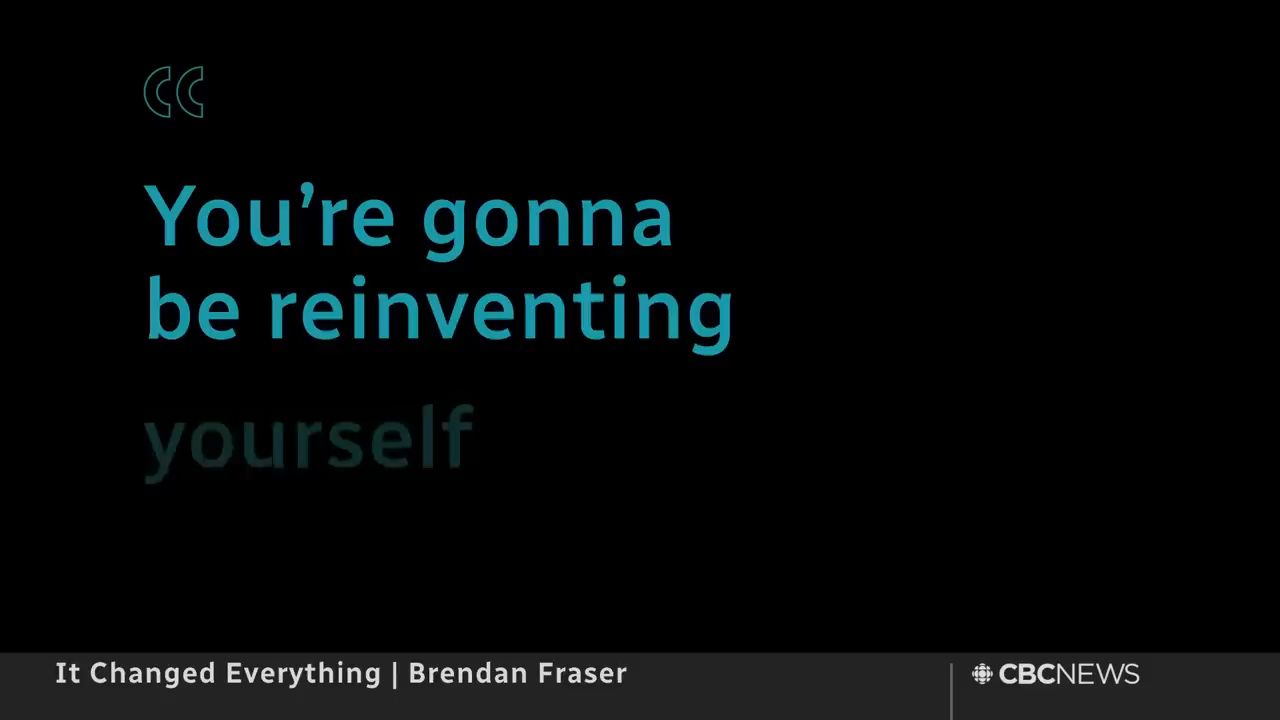 You’re gonna
be reinventing
yourself
It Changed Everything | Brendan Fraser
CBCNEWS